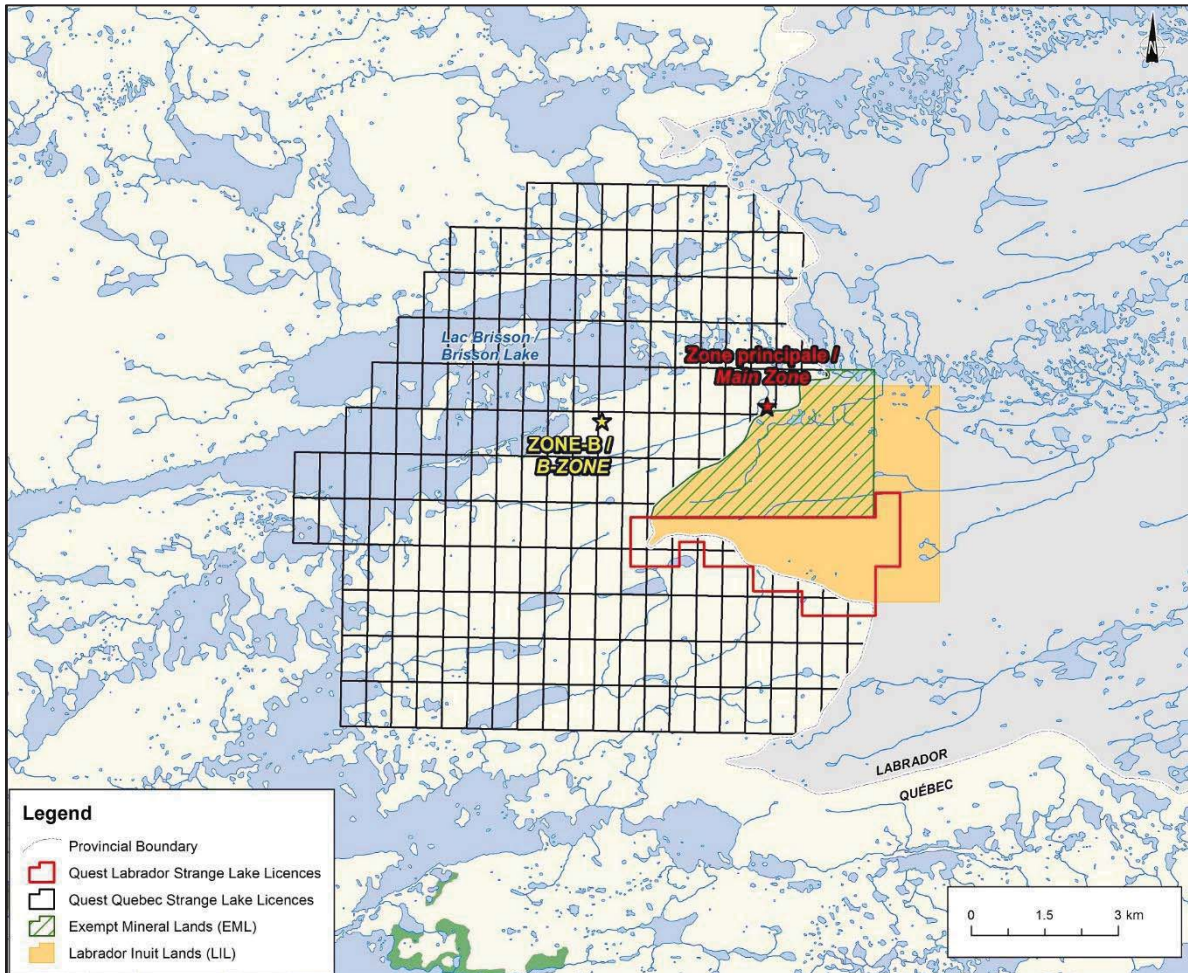 N
Lac Brisson /
Brisson Lake
Zone principale /
Main Zone
ZONE-B /
B-ZONE
LABRADOR
QUÉBEC
Legend
Provincial Boundary
Quest Labrador Strange Lake Licences
Quest Quebec Strange Lake Licences
Exempt Mineral Lands (EML)
Labrador Inuit Lands (LIL)
0 1.5 3 km